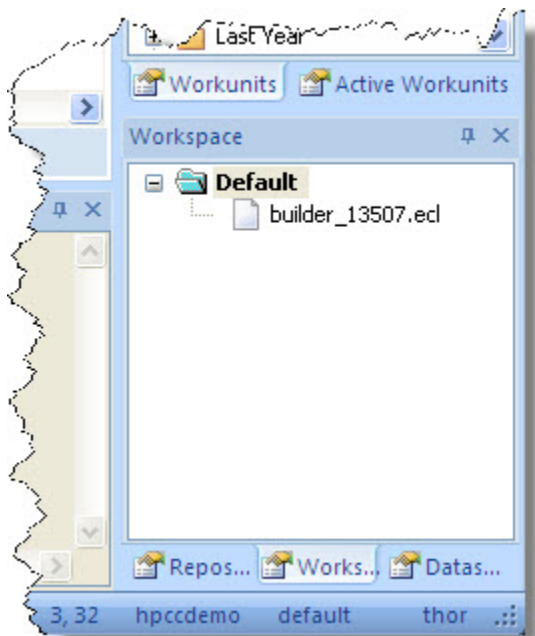 Last Year
Workunits Active Workunits
Workspace
Default
builder_13507.ecl
Repos... Works... Datas...
3, 32 hpccdemo default thor